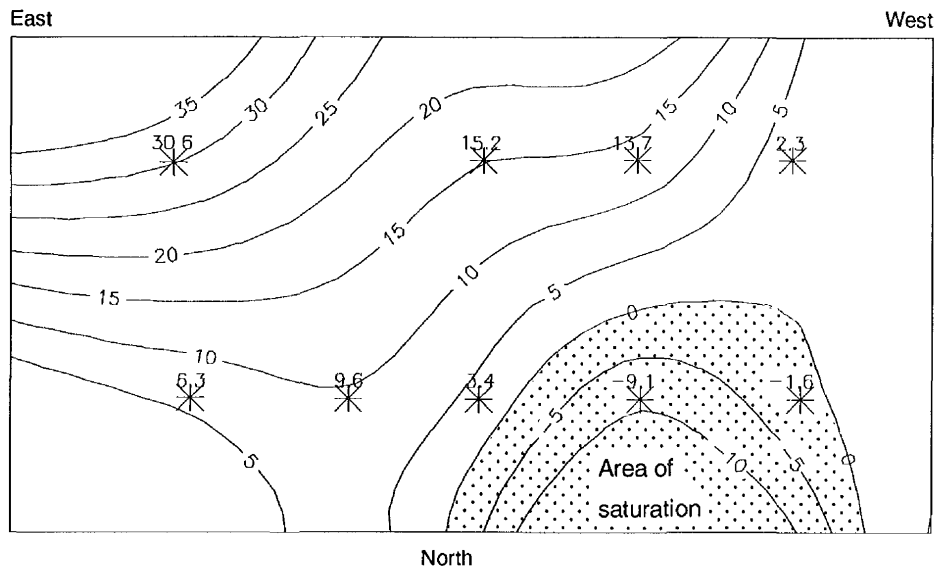 East West
35 30 25 20 15 10 5
30.6 15.2 13.7 2.3
15
20 10
15 5
0
10
6.3 9.6 3.4 -9.1 -1.6
-5
5 Area of -10 -5 0
saturation
North